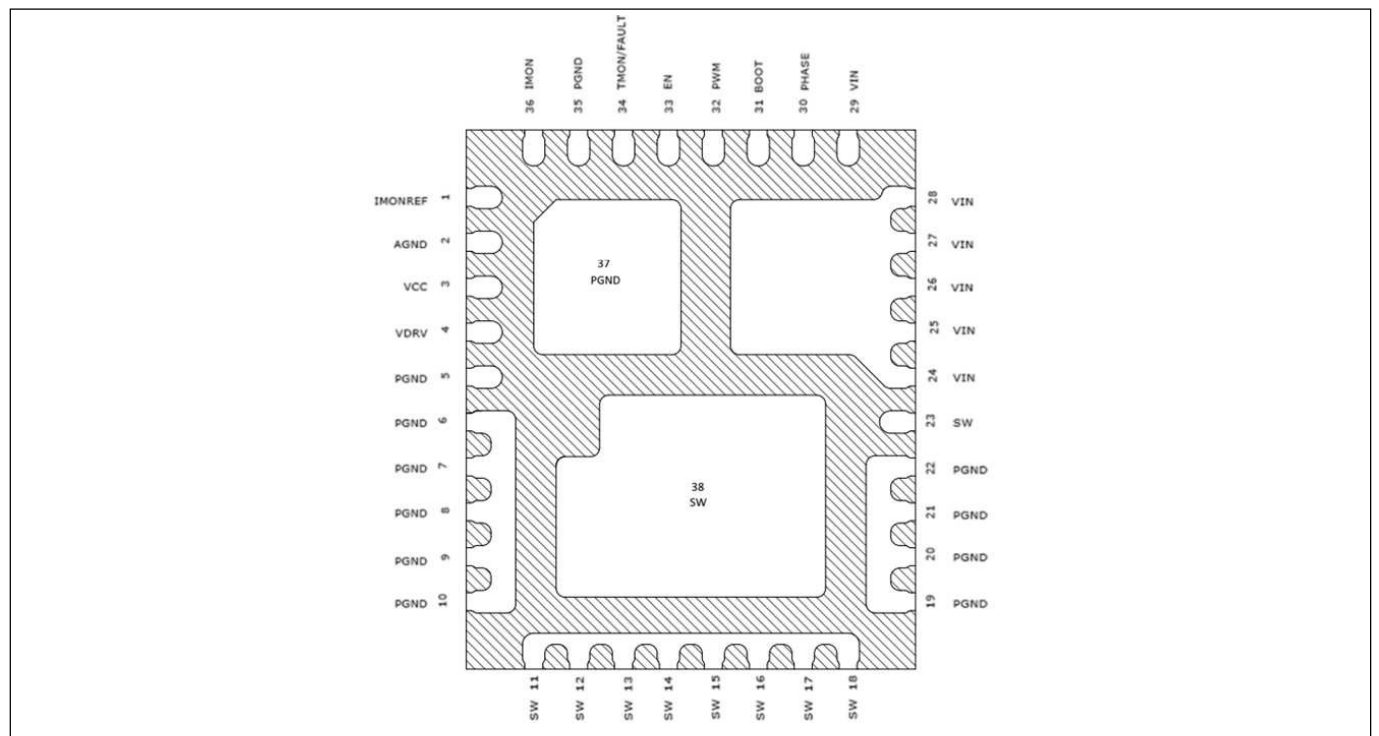 36 IMON
35 PGND
34 TMON/FAULT
33 EN
32 PWM
31 BOOT
30 PHASE
29 VIN
IMONREF 1
AGND 2
VCC 3
VDRV 4
PGND 5
PGND 6
PGND 7
PGND 8
PGND 9
PGND 10
37
PGND
38
SW
28 VIN
27 VIN
26 VIN
25 VIN
24 VIN
23 SW
22 PGND
21 PGND
20 PGND
19 PGND
SW 11
SW 12
SW 13
SW 14
SW 15
SW 16
SW 17
SW 18